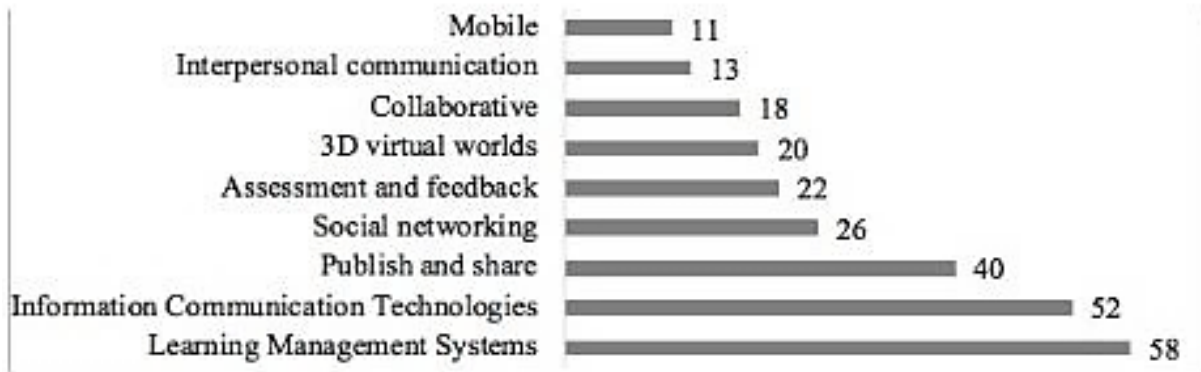 Mobile 11
Interpersonal communication 13
Collaborative 18
3D virtual worlds 20
Assessment and feedback 22
Social networking 26
Publish and share 40
Information Communication Technologies 52
Learning Management Systems 58